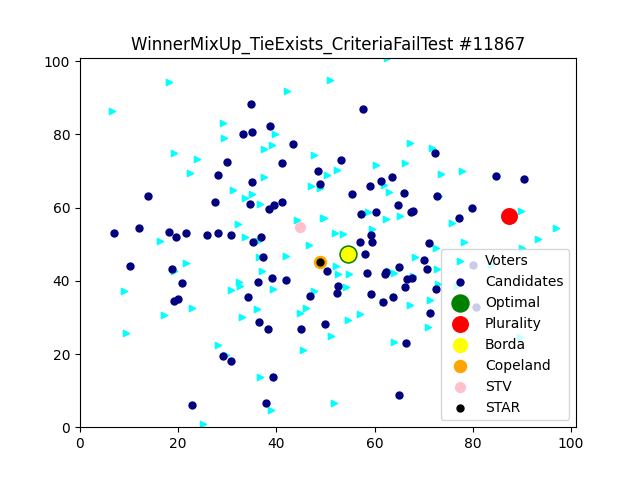 WinnerMixUp_TieExists_CriteriaFailTest #11867
100
80
60
40
20
0
0 20 40 60 80 100
Voters
Candidates
Optimal
Plurality
Borda
Copeland
STV
STAR